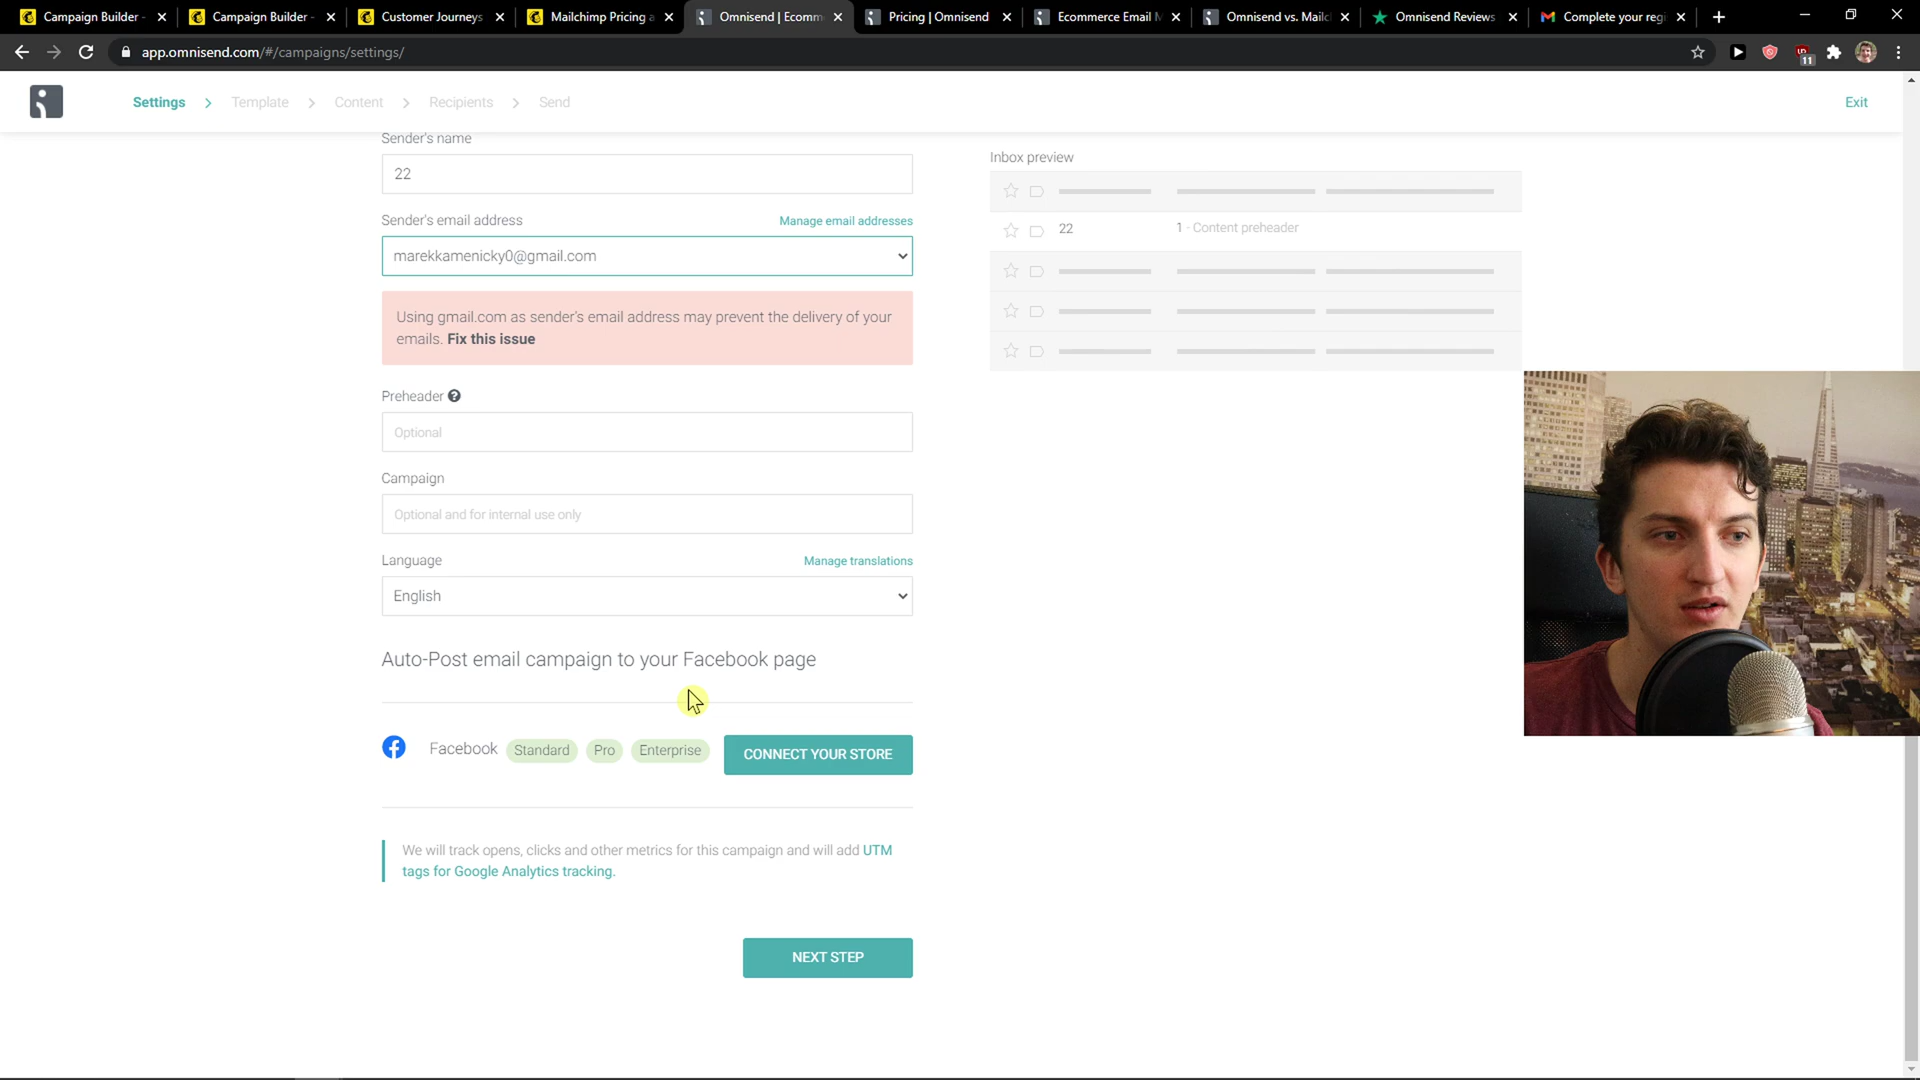 Campaign Builder -
Campaign Builder -
Customer Journeys
Mailchimp Pricing a
Omnisend | Ecomm
Pricing | Omnisend
Ecommerce Email M
Omnisend vs. Mailc
Omnisend Reviews
Complete your regi
app.omnisend.com/#/campaigns/settings/
11
Settings
Template
Content
Recipients
Send
Exit
Sender's name
22
Sender's email address
Manage email addresses
marekkamenicky0@gmail.com
Using gmail.com as sender's email address may prevent the delivery of your
emails. Fix this issue
Preheader
Optional
Campaign
Optional and for internal use only
Language
Manage translations
English
Auto-Post email campaign to your Facebook page
Facebook
Standard
Pro
Enterprise
CONNECT YOUR STORE
We will track opens, clicks and other metrics for this campaign and will add UTM
tags for Google Analytics tracking.
NEXT STEP
Inbox preview
22
1 - Content preheader